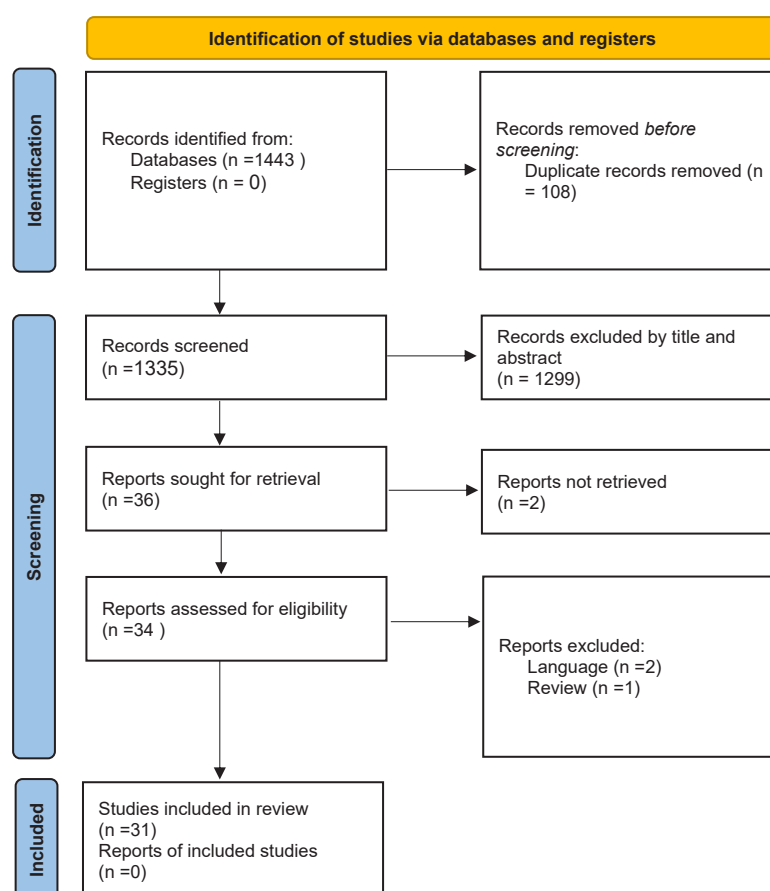 Identification of studies via databases and registers
Identification
Records identified from:
Databases (n =1443 )
Registers (n = 0)
Records removed before
screening:
Duplicate records removed (n
= 108)
Screening
Records screened
(n =1335)
Records excluded by title and
abstract
(n = 1299)
Reports sought for retrieval
(n =36)
Reports not retrieved
(n =2)
Reports assessed for eligibility
(n =34 )
Reports excluded:
Language (n =2)
Review (n =1)
Included
Studies included in review
(n =31)
Reports of included studies
(n =0)